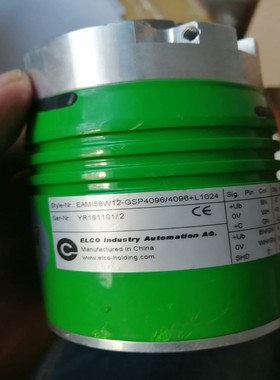 Style-Nr. EAMI58W12-GSP4096/4096+L1024
Ser-Nr. YR161101/2
CE
e
ELCO Industry Automation AG.
Manufactured in China
www.elco-holding.com
Sig. Pin
+Ub
0V
+C
+Ub
0V
SHD